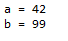 a = 42
b = 99